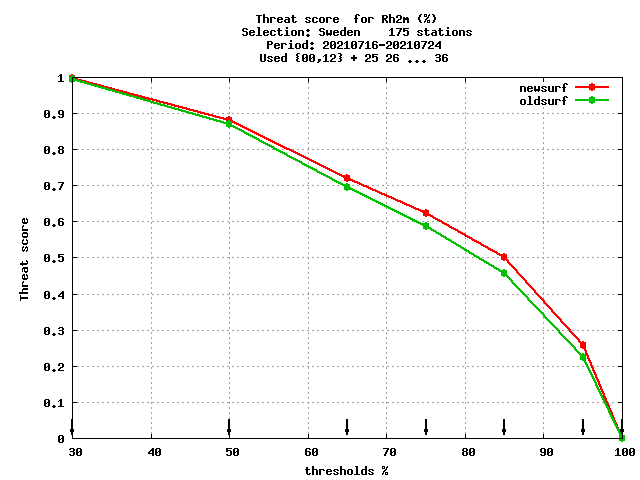 Threat score  for Rh2m (%)
Selection: Sweden    175 stations
Period: 20210716-20210724
Used {00,12} + 25 26 ... 36
newsurf
oldsurf
1
0.9
0.8
0.7
0.6
0.5
0.4
0.3
0.2
0.1
0
Threat score
30 40 50 60 70 80 90 100
thresholds %